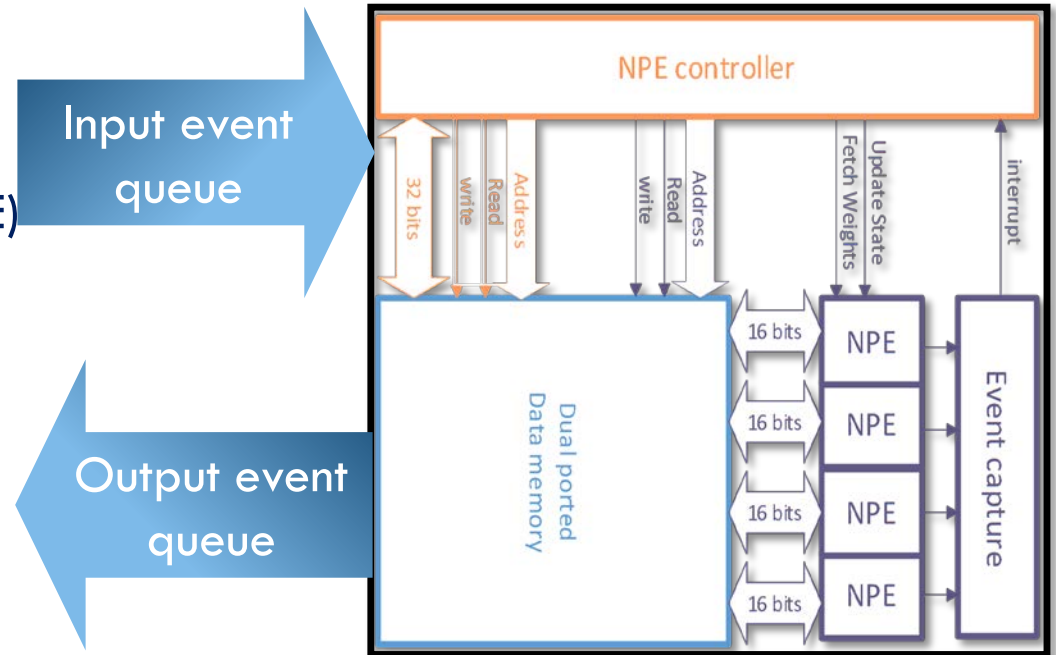 NPE controller
Input event
queue
E)
32 bits
write
Read
Address
write
Read
Address
Fetch Weights
Update State
interrupt
Dual ported
Data memory
16 bits
NPE
16 bits
NPE
16 bits
NPE
16 bits
NPE
Event capture
Output event
queue